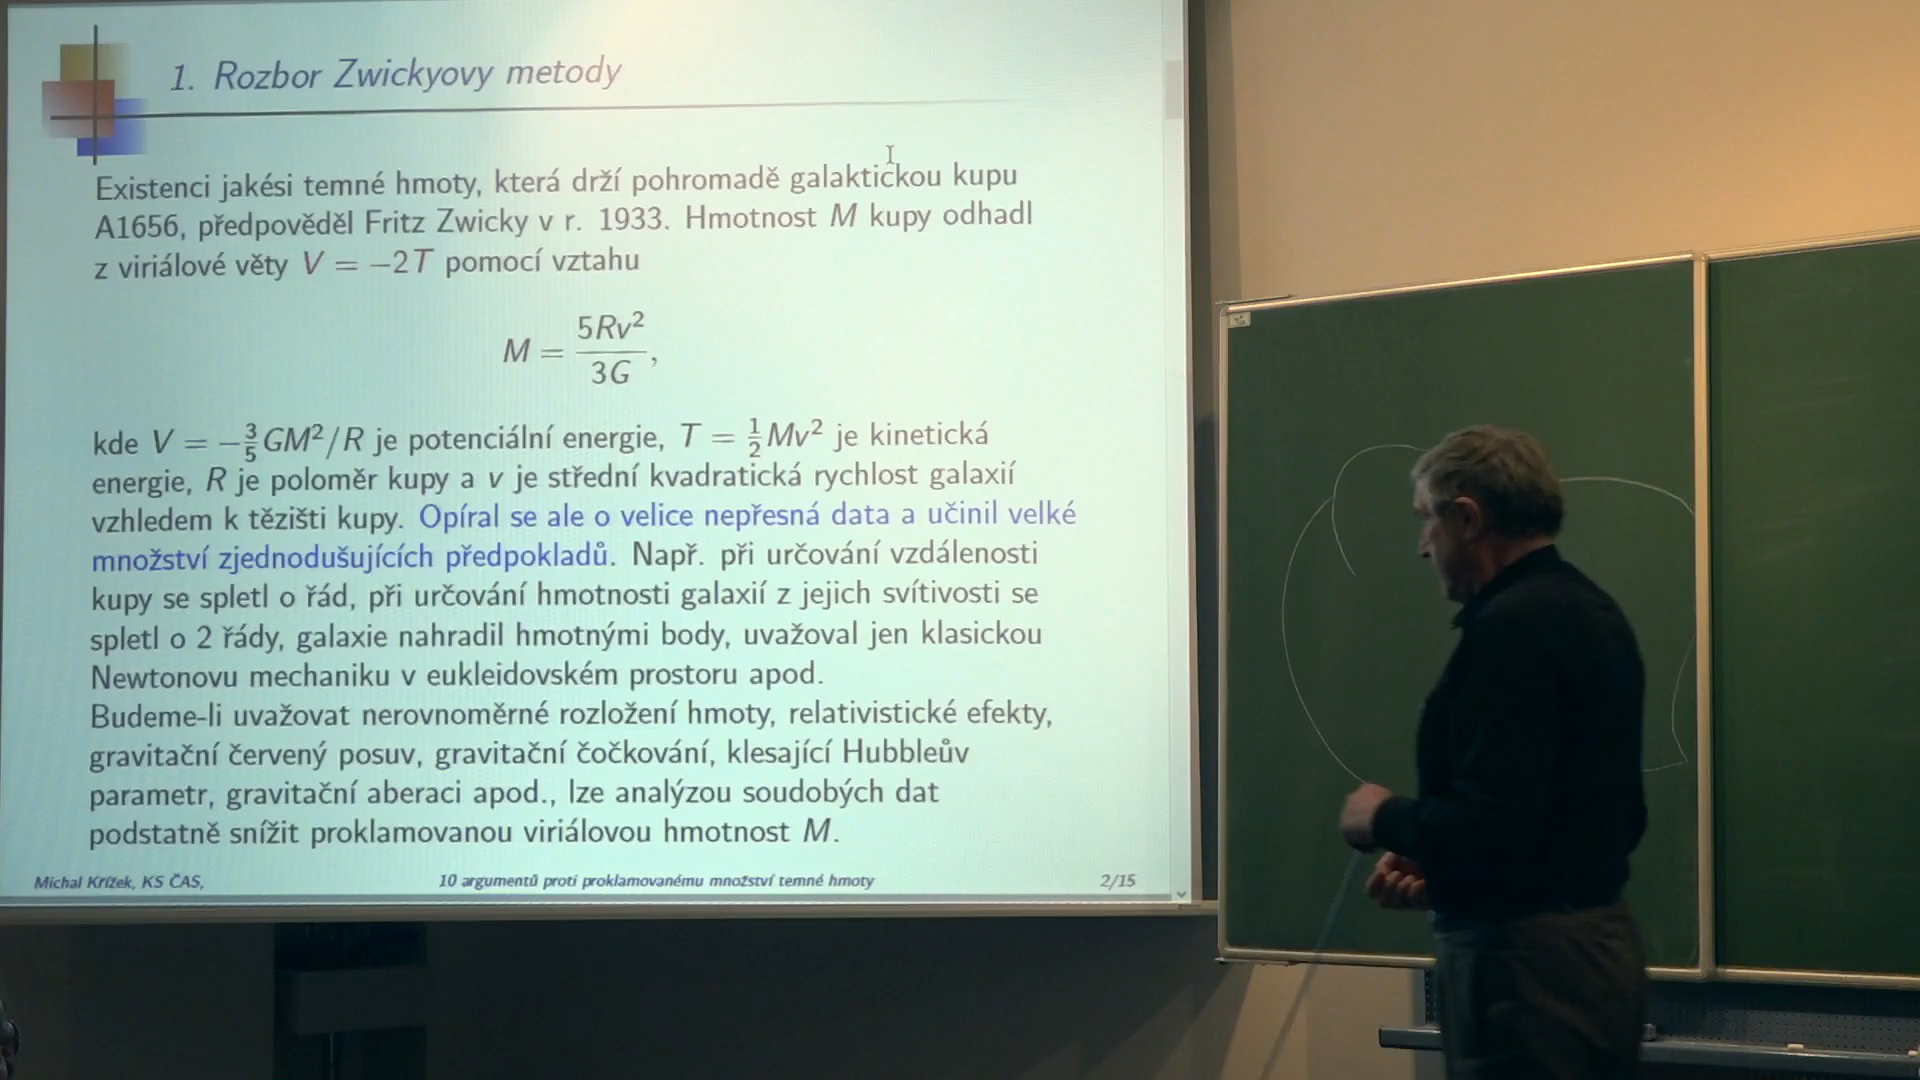 1. Rozbor Zwickyovy metody
Existenci jakési temné hmoty, která drží pohromadě galaktickou kupu
A1656, předpověděl Fritz Zwicky v r. 1933. Hmotnost M kupy odhadl
z viriálové věty V = −2T pomocí vztahu
M = 5Rv²/3G,
kde V = −3/5 GM²/R je potenciální energie, T = 1/2 Mv² je kinetická
energie, R je poloměr kupy a v je střední kvadratická rychlost galaxií
vzhledem k těžišti kupy. Opíral se ale o velice nepřesná data a učinil velké
množství zjednodušujících předpokladů. Např. při určování vzdálenosti
kupy se spletl o řád, při určování hmotnosti galaxií z jejich svítivosti se
spletl o 2 řády, galaxie nahradil hmotnými body, uvažoval jen klasickou
Newtonovu mechaniku v eukleidovském prostoru apod.
Budeme-li uvažovat nerovnoměrné rozložení hmoty, relativistické efekty,
gravitační červený posuv, gravitační čočkování, klesající Hubbleův
parametr, gravitační aberaci apod., lze analýzou soudobých dat
podstatně snížit proklamovanou viriálovou hmotnost M.
Michal Křížek, KS ČAS, 10 argumentů proti proklamovanému množství temné hmoty 2/15